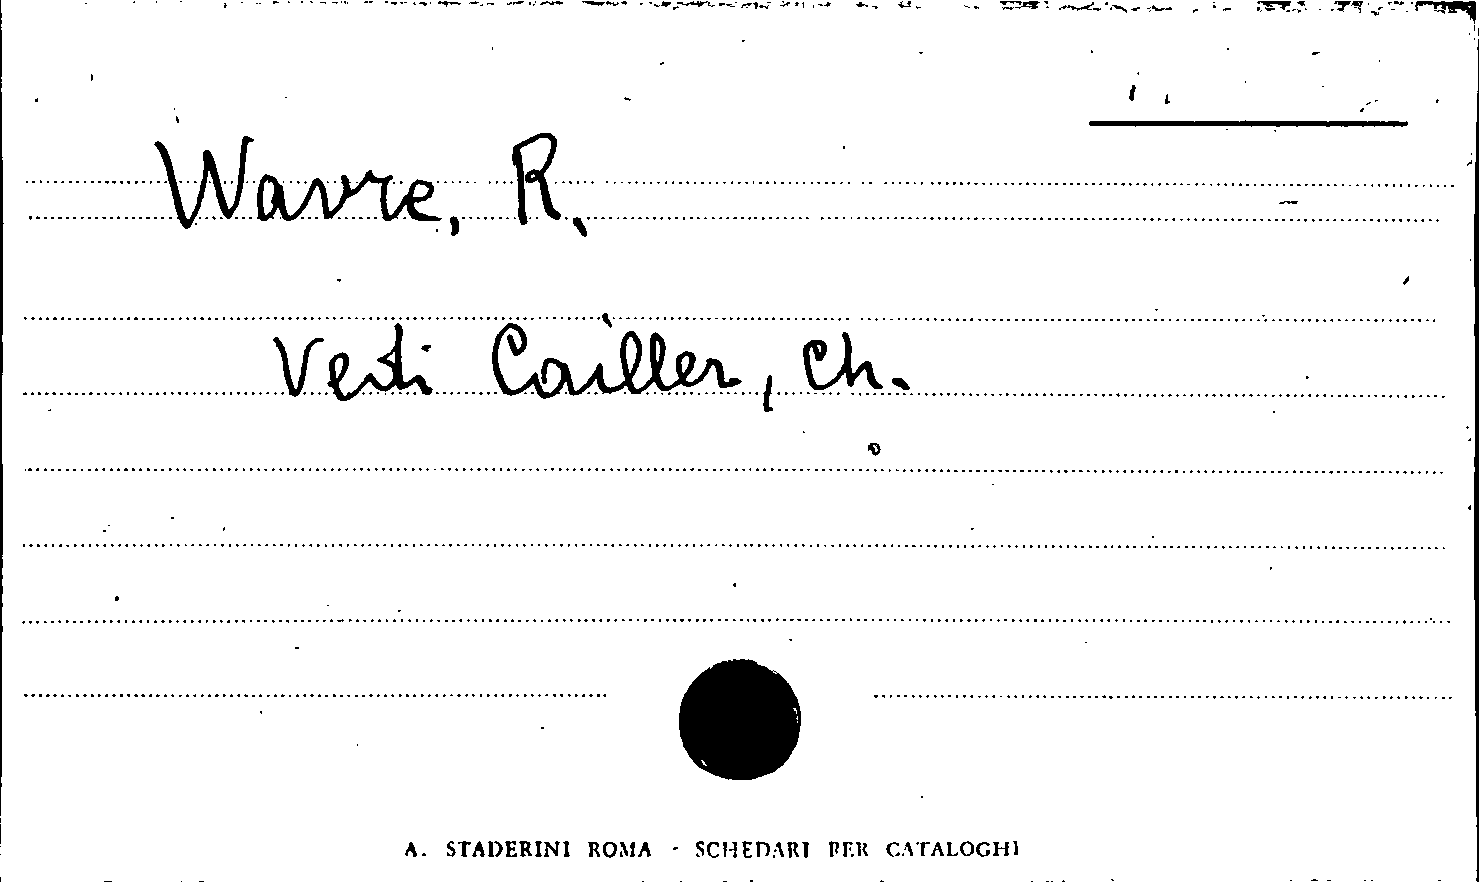 Wavre, R.
Vedi Cailler, Ch.
A. STADERINI ROMA - SCHEDARI PER CATALOGHI